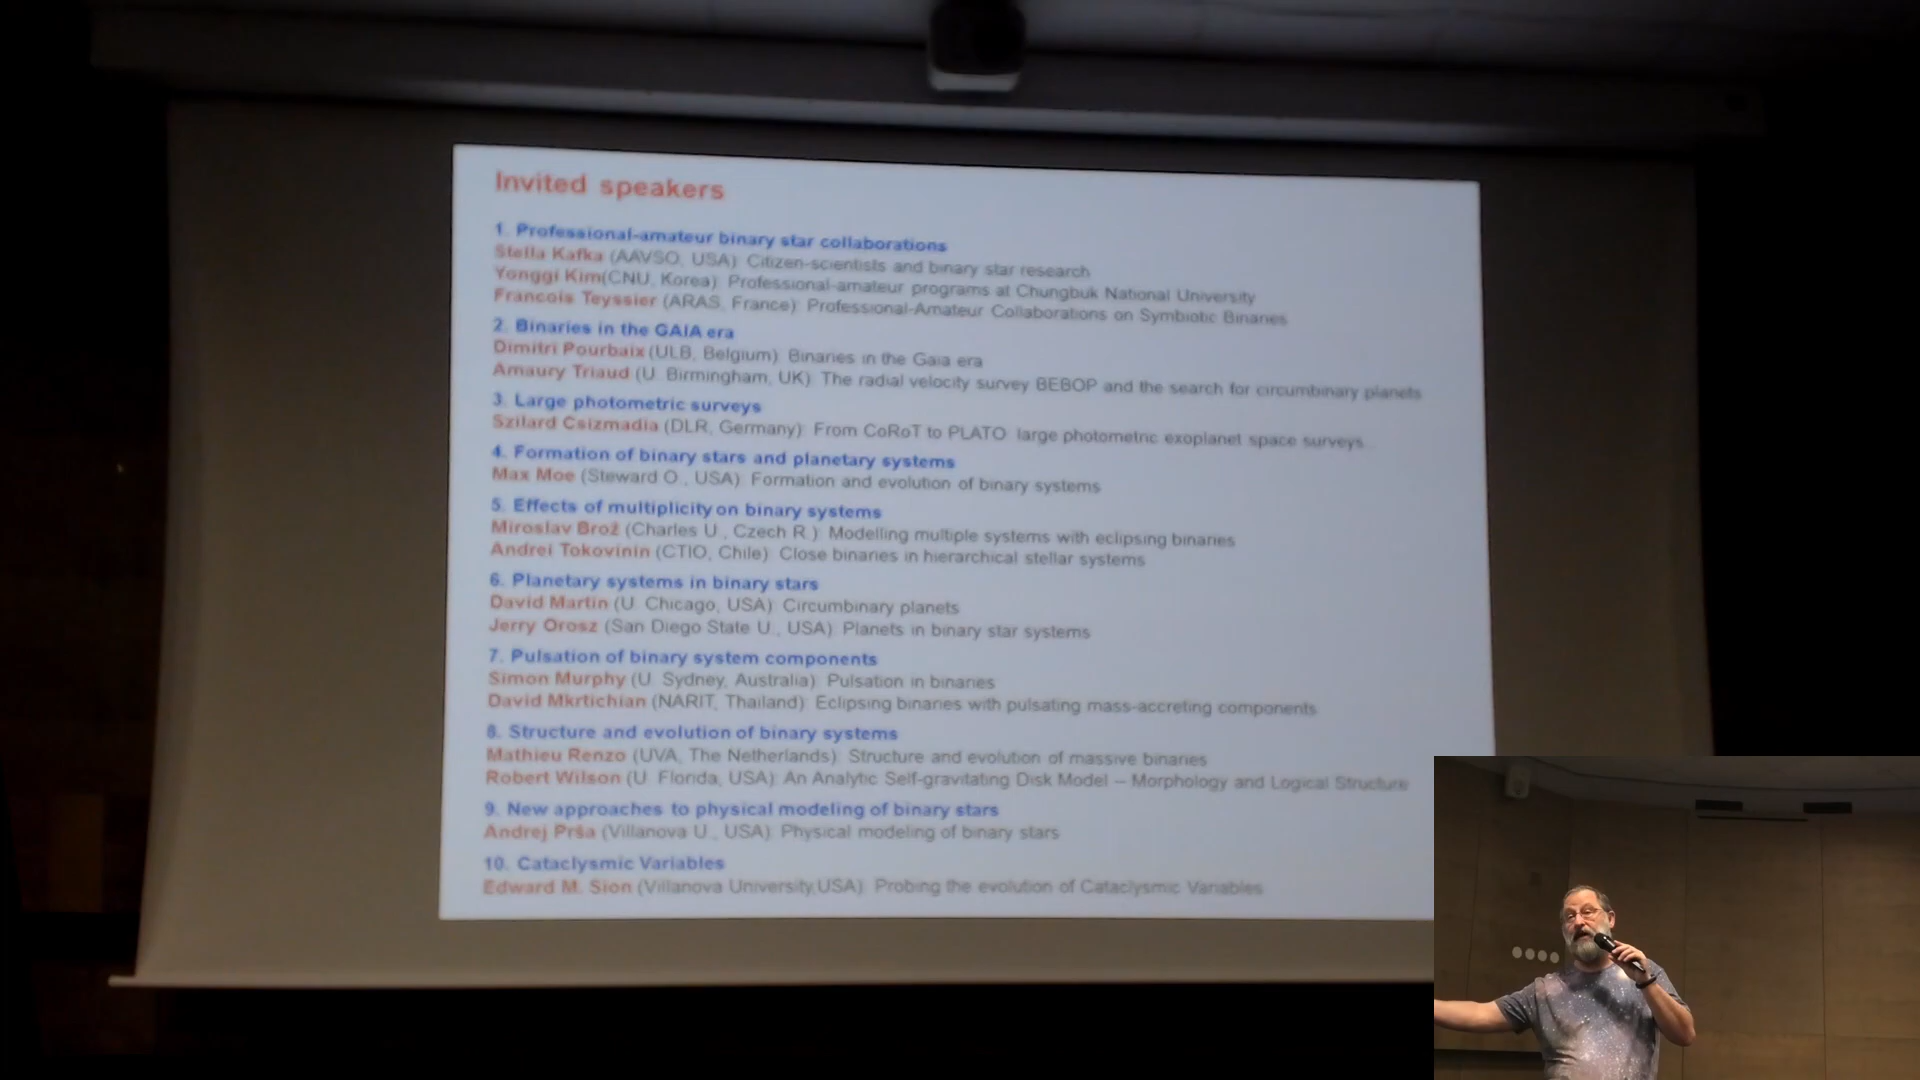 Invited speakers
1. Professional-amateur binary star collaborations
Stella Kafka (AAVSO, USA): Citizen-scientists and binary star research
Yonggi Kim(CNU, Korea): Professional-amateur programs at Chungbuk National University
Francois Teyssier (ARAS, France): Professional-Amateur Collaborations on Symbiotic Binaries
2. Binaries in the GAIA era
Dimitri Pourbaix (ULB, Belgium): Binaries in the Gaia era
Amaury Triaud (U. Birmingham, UK): The radial velocity survey BEBOP and the search for circumbinary planets
3. Large photometric surveys
Szilard Csizmadia (DLR, Germany): From CoRoT to PLATO: large photometric exoplanet space surveys.
4. Formation of binary stars and planetary systems
Max Moe (Steward O., USA): Formation and evolution of binary systems
5. Effects of multiplicity on binary systems
Miroslav Brož (Charles U., Czech R.): Modelling multiple systems with eclipsing binaries
Andrei Tokovinin (CTIO, Chile): Close binaries in hierarchical stellar systems
6. Planetary systems in binary stars
David Martin (U. Chicago, USA): Circumbinary planets
Jerry Orosz (San Diego State U., USA): Planets in binary star systems
7. Pulsation of binary system components
Simon Murphy (U. Sydney, Australia): Pulsation in binaries
David Mkrtichian (NARIT, Thailand): Eclipsing binaries with pulsating mass-accreting components
8. Structure and evolution of binary systems
Mathieu Renzo (UVA, The Netherlands): Structure and evolution of massive binaries
Robert Wilson (U. Florida, USA): An Analytic Self-gravitating Disk Model – Morphology and Logical Structure
9. New approaches to physical modeling of binary stars
Andrej Prša (Villanova U., USA): Physical modeling of binary stars
10. Cataclysmic Variables
Edward M. Sion (Villanova University,USA): Probing the evolution of Cataclysmic Variables